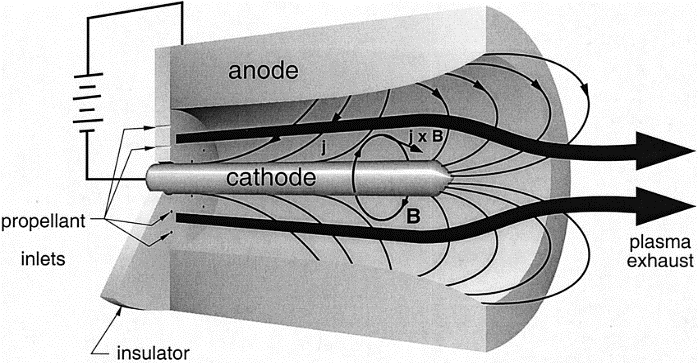 anode
j
j x B
cathode
B
propellant
inlets
plasma
exhaust
insulator